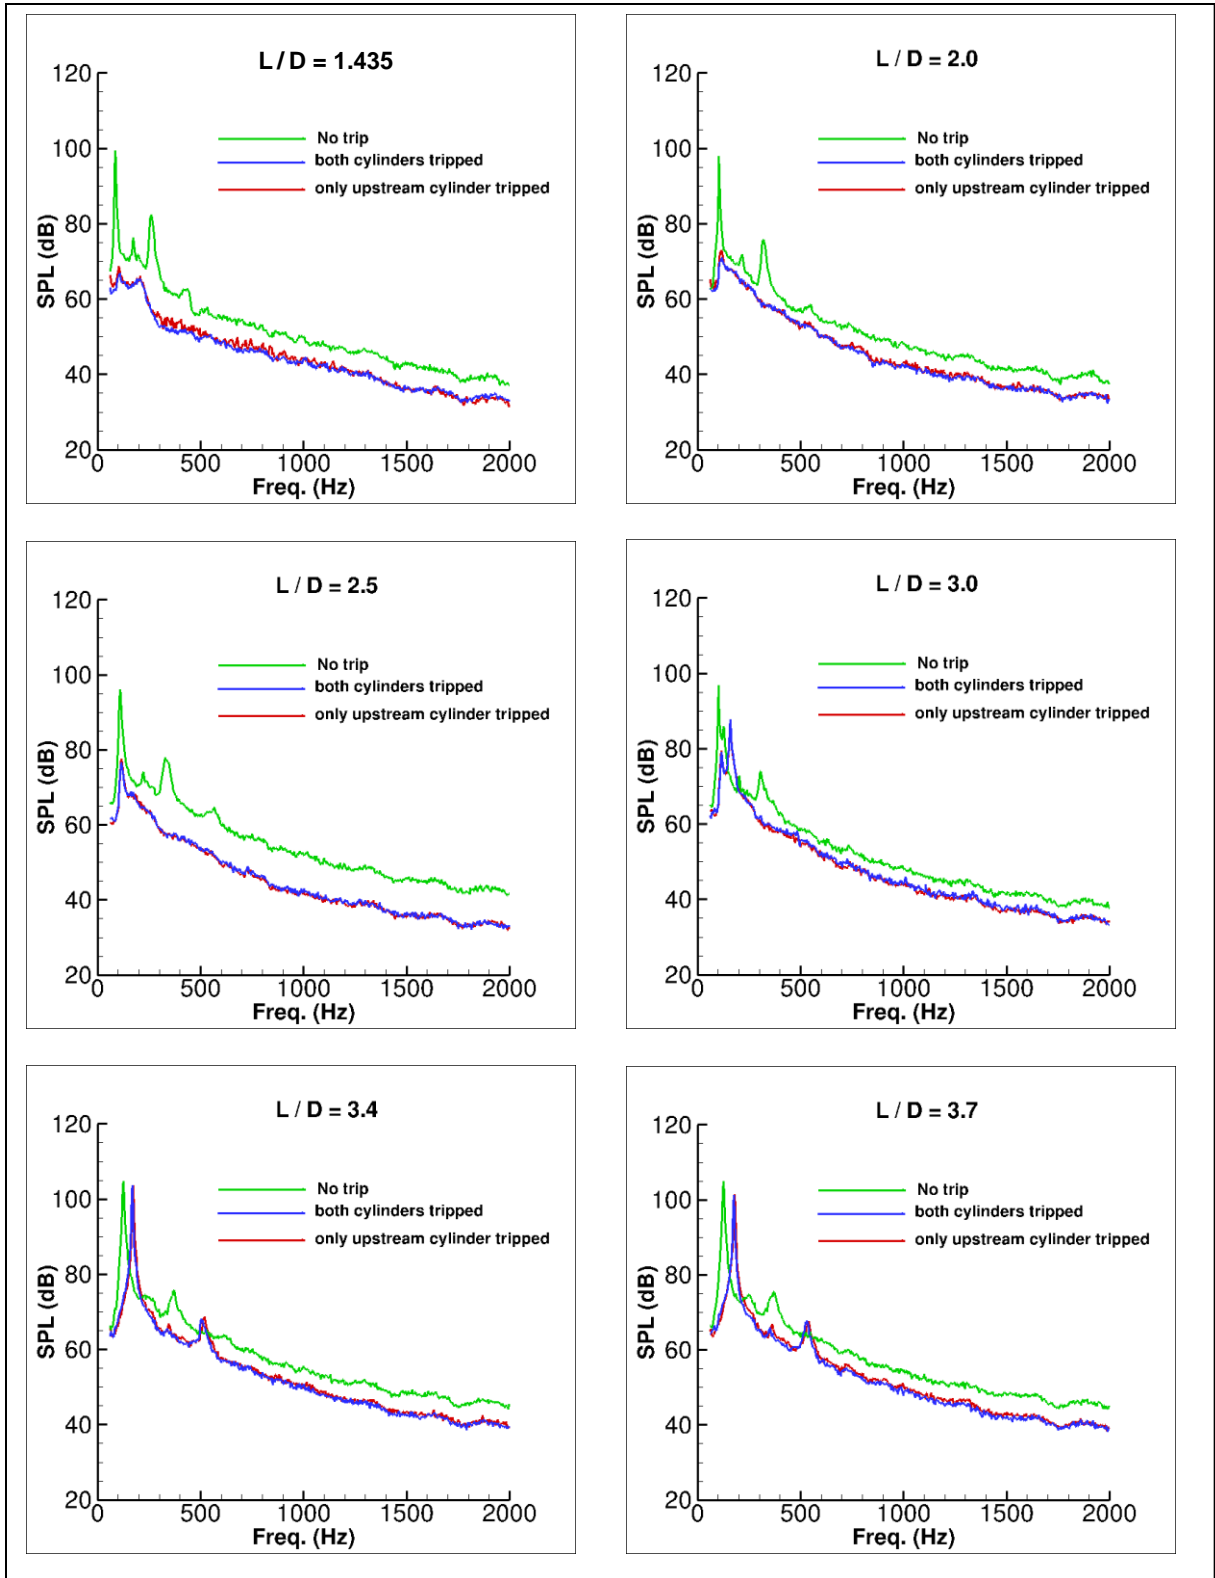 L / D = 1.435
120
100
80
60
40
20
SPL (dB)
No trip
both cylinders tripped
only upstream cylinder tripped
0 500 1000 1500 2000
Freq. (Hz)
L / D = 2.0
120
100
80
60
40
20
SPL (dB)
No trip
both cylinders tripped
only upstream cylinder tripped
0 500 1000 1500 2000
Freq. (Hz)
L / D = 2.5
120
100
80
60
40
20
SPL (dB)
No trip
both cylinders tripped
only upstream cylinder tripped
0 500 1000 1500 2000
Freq. (Hz)
L / D = 3.0
120
100
80
60
40
20
SPL (dB)
No trip
both cylinders tripped
only upstream cylinder tripped
0 500 1000 1500 2000
Freq. (Hz)
L / D = 3.4
120
100
80
60
40
20
SPL (dB)
No trip
both cylinders tripped
only upstream cylinder tripped
0 500 1000 1500 2000
Freq. (Hz)
L / D = 3.7
120
100
80
60
40
20
SPL (dB)
No trip
both cylinders tripped
only upstream cylinder tripped
0 500 1000 1500 2000
Freq. (Hz)